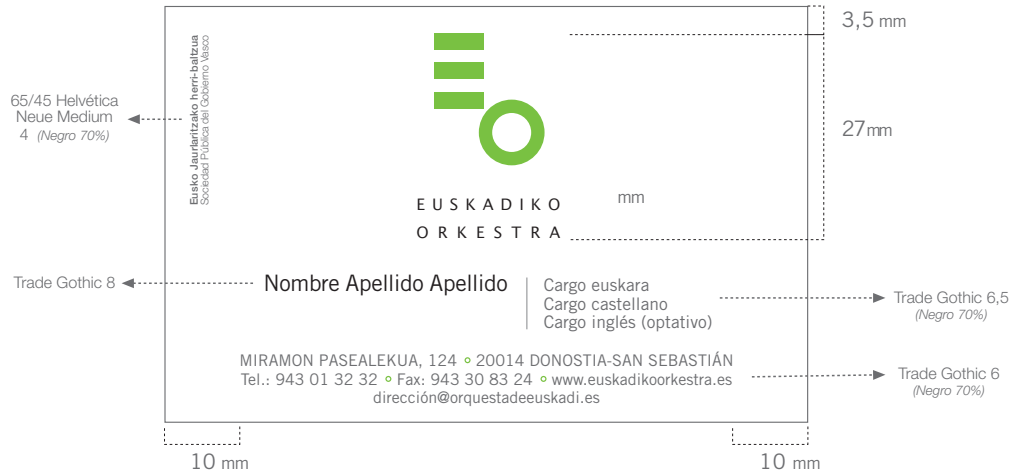 3,5 mm
65/45 Helvética
Neue Medium
4 (Negro 70%)
Eusko Jaurlaritzako herri-baltzua
Sociedad Pública del Gobierno Vasco
27 mm
mm
EUSKADIKO
ORKESTRA
Trade Gothic 8
Nombre Apellido Apellido
Cargo euskara
Cargo castellano
Cargo inglés (optativo)
Trade Gothic 6,5
(Negro 70%)
MIRAMON PASEALEKUA, 124 ° 20014 DONOSTIA-SAN SEBASTIÁN
Tel.: 943 01 32 32 ° Fax: 943 30 83 24 ° www.euskadikoorkestra.es
dirección@orquestadeeuskadi.es
Trade Gothic 6
(Negro 70%)
10 mm
10 mm